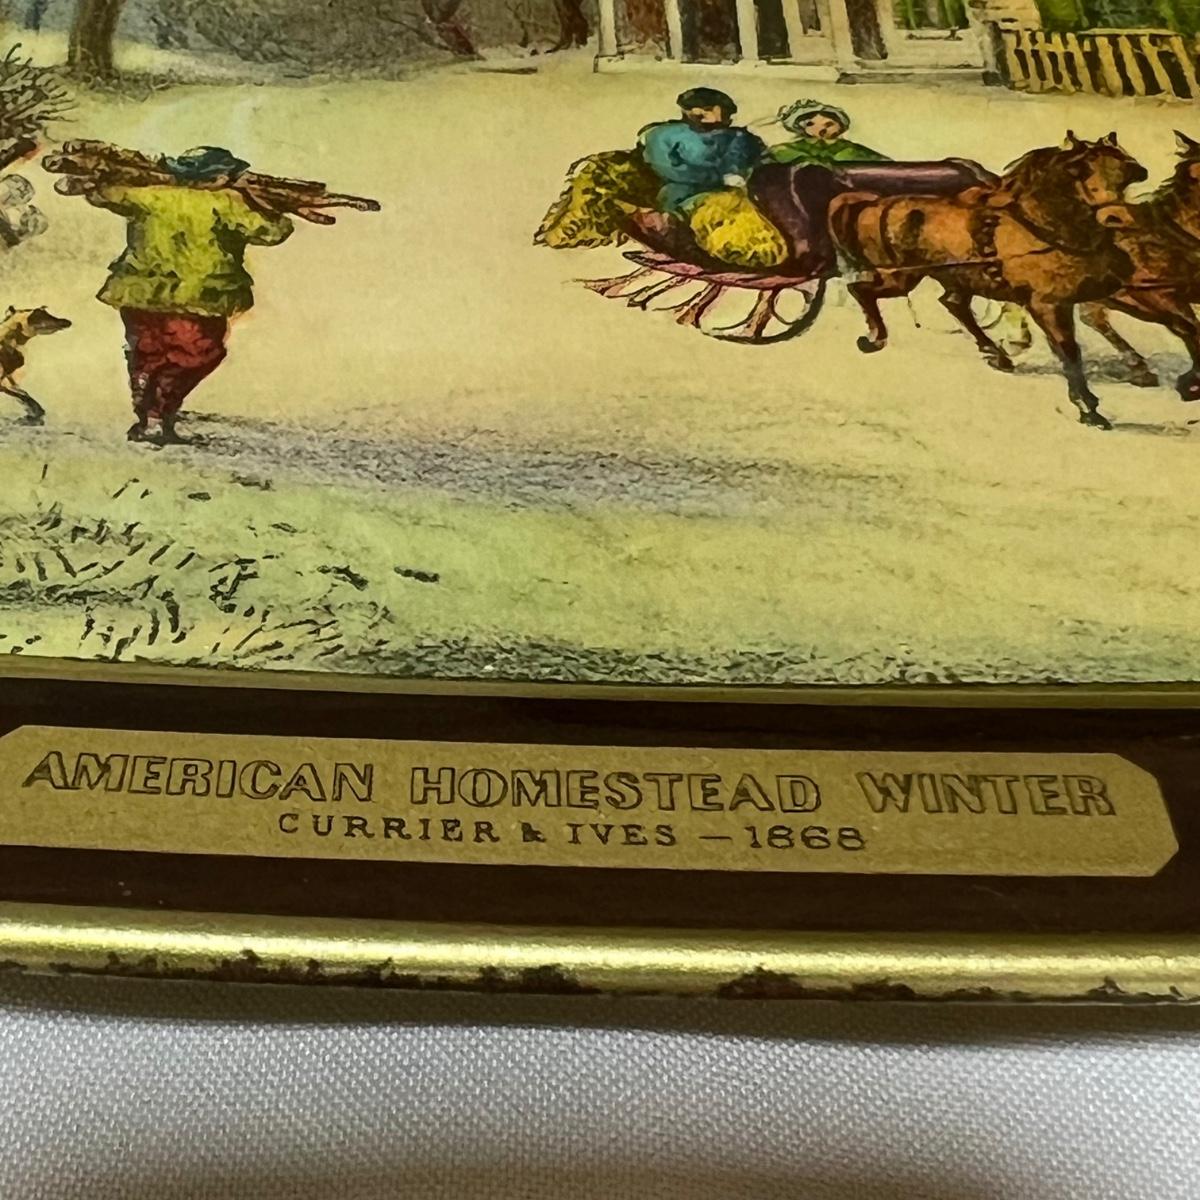 AMERICAN HOMESTEAD WINTER
CURRIER & IVES — 1868